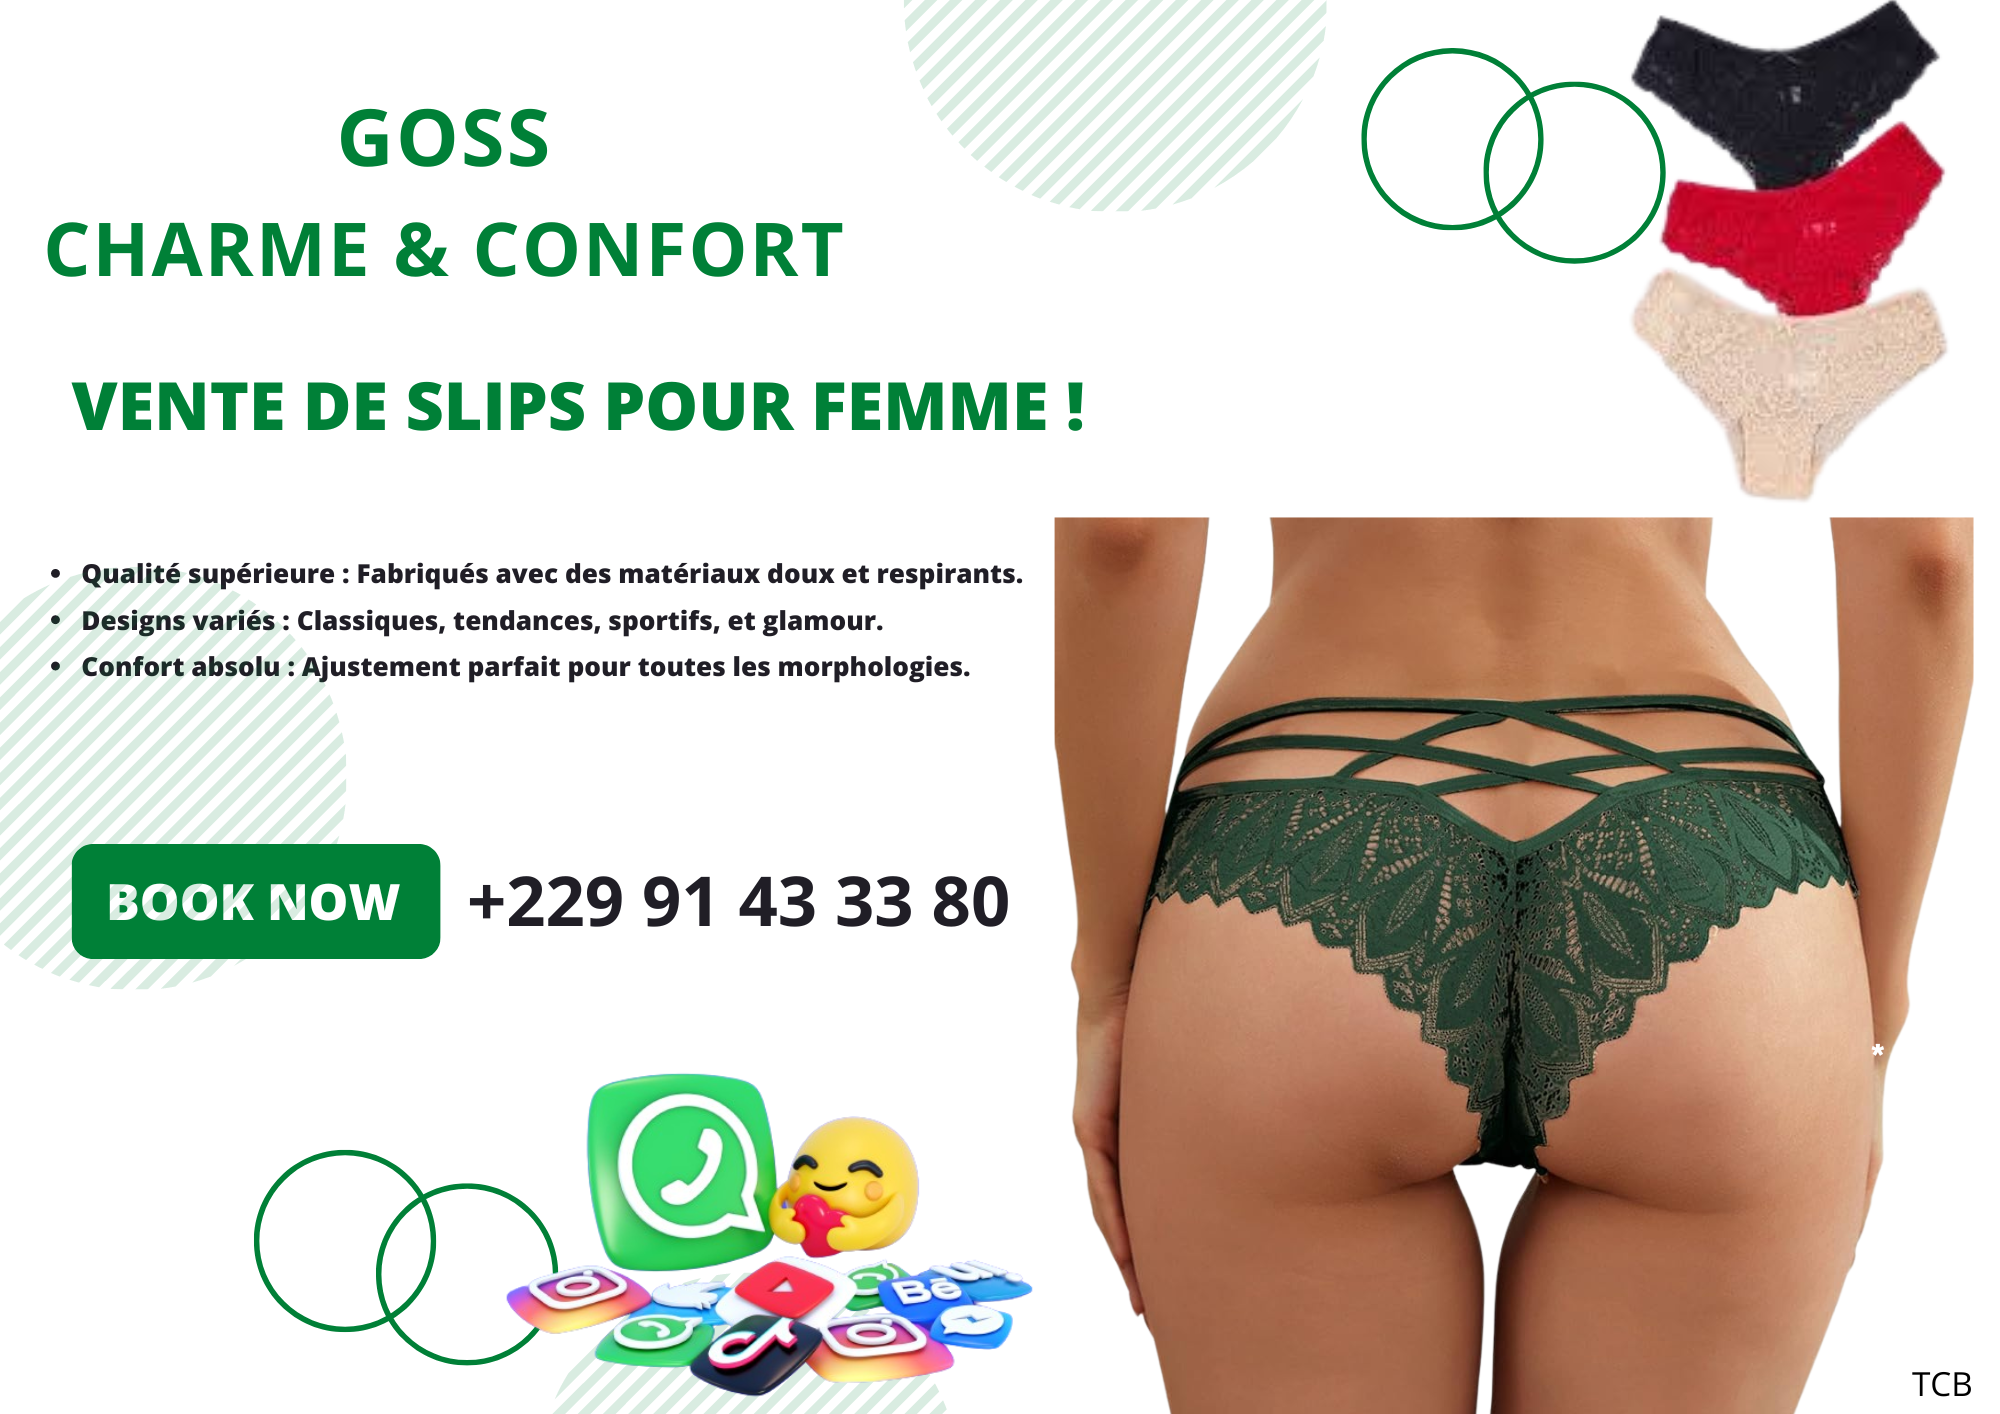 GOSS
CHARME & CONFORT
VENTE DE SLIPS POUR FEMME !
• Qualité supérieure : Fabriqués avec des matériaux doux et respirants.
• Designs variés : Classiques, tendances, sportifs, et glamour.
• Confort absolu : Ajustement parfait pour toutes les morphologies.
BOOK NOW
+229 91 43 33 80
*
Bē
TCB